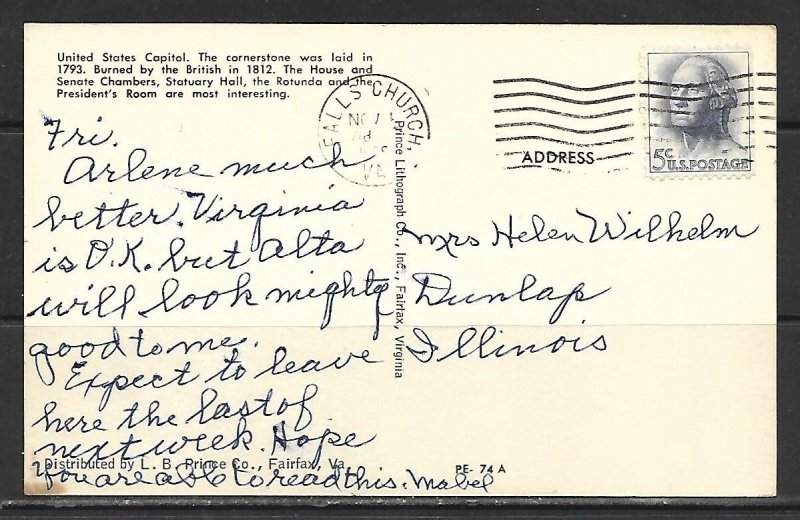 United States Capitol. The cornerstone was laid in
1793. Burned by the British in 1812. The House and
Senate Chambers, Statuary Hall, the Rotunda and the
President's Room are most interesting.
FALLS CHURCH
VA
ADDRESS
5c U.S. POSTAGE
Fri.
Arlene much
better. Virginia
is O.K. but Alta
will look mighty
good to me.
Expect to leave
here the last of
next week. Hope
you are able to read this. Mabel
Prince Lithograph Co., Inc., Fairfax, Virginia
Mrs Helen Wilhelm
Dunlap
Illinois
Distributed by L. B. Prince Co., Fairfax, Va.
PE- 74 A